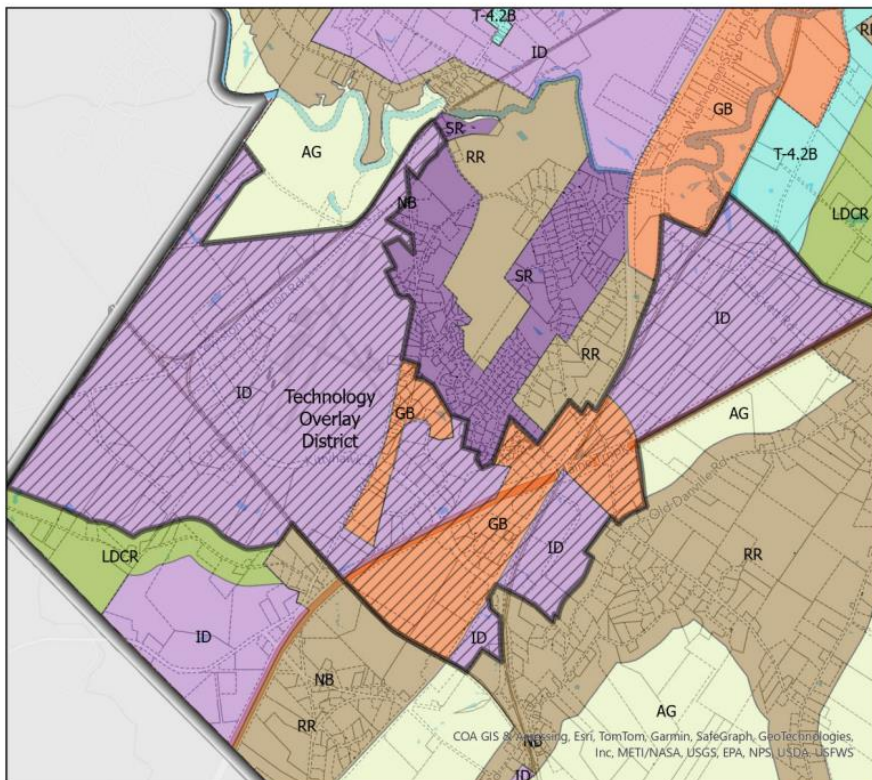 T-4.2B
ID
RR
GB
SR
AG
RR
T-4.2B
NB
LDCR
SR
ID
RR
ID
Technology
Overlay
District
GB
AG
Old Danville Rd
GB
ID
RR
LDCR
ID
ID
NB
RR
AG
NB
ID
COA GIS & Assessing, Esri, TomTom, Garmin, SafeGraph, GeoTechnologies,
Inc, METI/NASA, USGS, EPA, NPS, USDA, USFWS